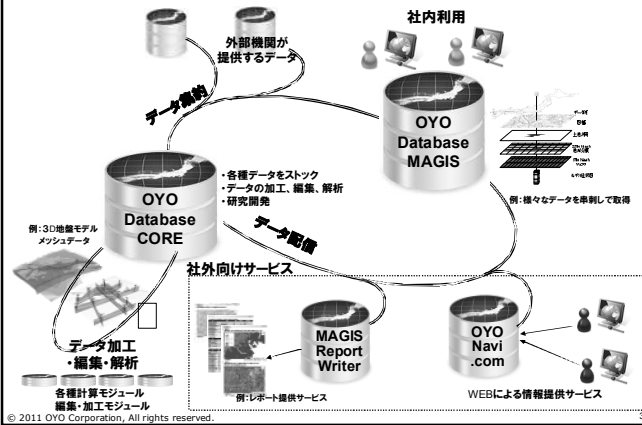 社内利用
外部機関が
提供するデータ
データ集約
OYO
Database
MAGIS
例：様々なデータを串刺しで取得
OYO
Database
CORE
・各種データをストック
・データの加工、編集、解析
・研究開発
例：3D地盤モデル
メッシュデータ
データ配信
社外向けサービス
データ加工
・編集・解析
各種計算モジュール
編集・加工モジュール
MAGIS
Report
Writer
例：レポート提供サービス
OYO
Navi
.com
WEBによる情報提供サービス
© 2011 OYO Corporation, All rights reserved.
3